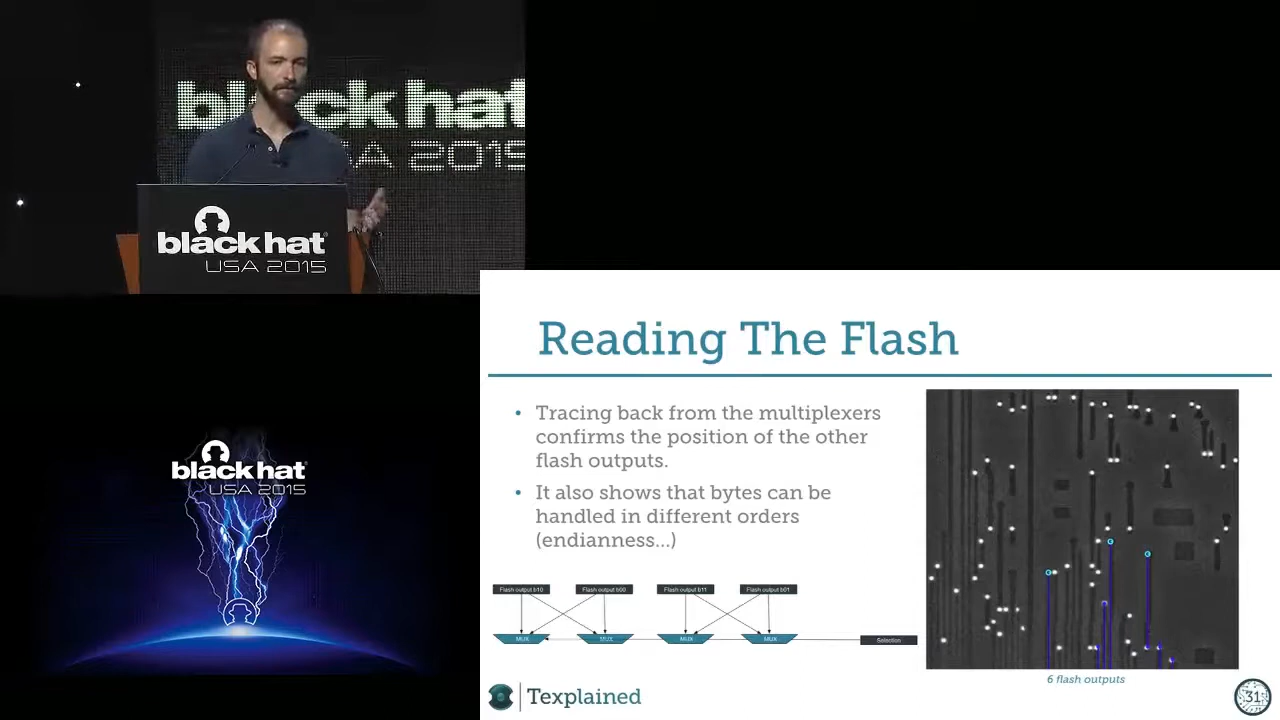 black hat
USA 2015
black hat
USA 2015
black hat
USA 2015
Reading The Flash
• Tracing back from the multiplexers
confirms the position of the other
flash outputs.
• It also shows that bytes can be
handled in different orders
(endianness...)
Flash output b10 Flash output b00 Flash output b11 Flash output b01
MUX MUX MUX MUX Selection
6 flash outputs
Texplained
31